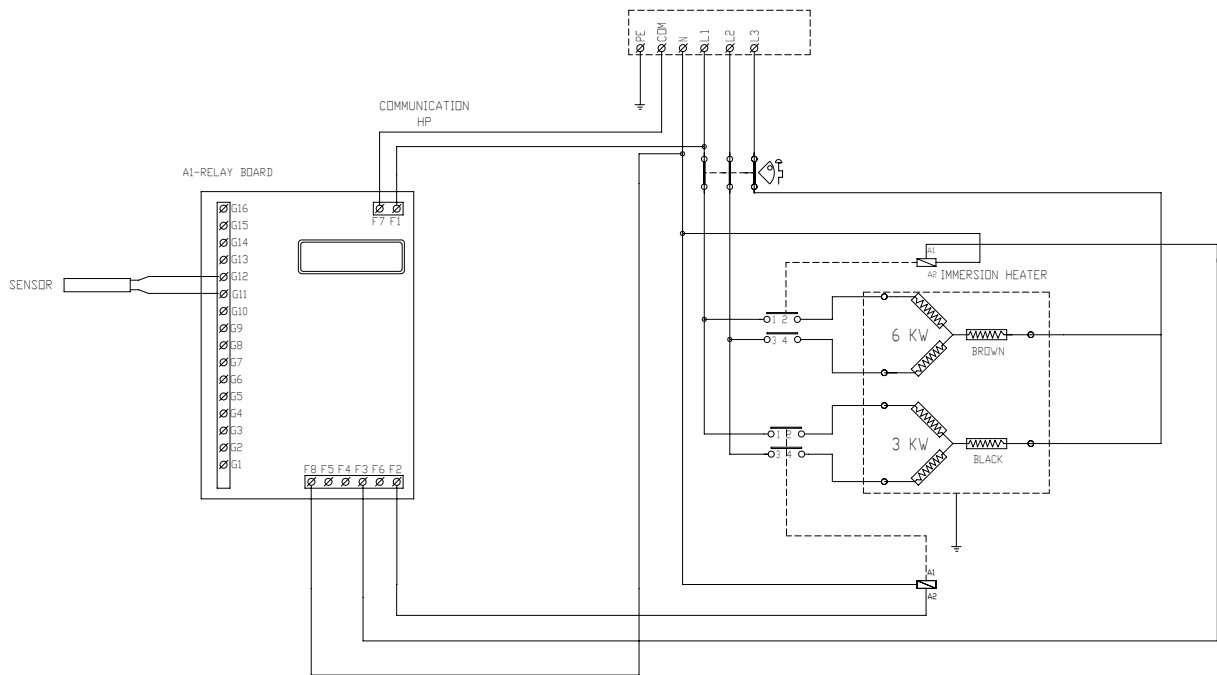 PE COM N L1 L2 L3
COMMUNICATION
HP
A1-RELAY BOARD
G16
G15
G14
G13
G12
G11
G10
G9
G8
G7
G6
G5
G4
G3
G2
G1
F7 F1
SENSOR
F8 F5 F4 F3 F6 F2
A1
A2
IMMERSION HEATER
1 2
3 4
6 KW
BROWN
1 2
3 4
3 KW
BLACK
A1
A2